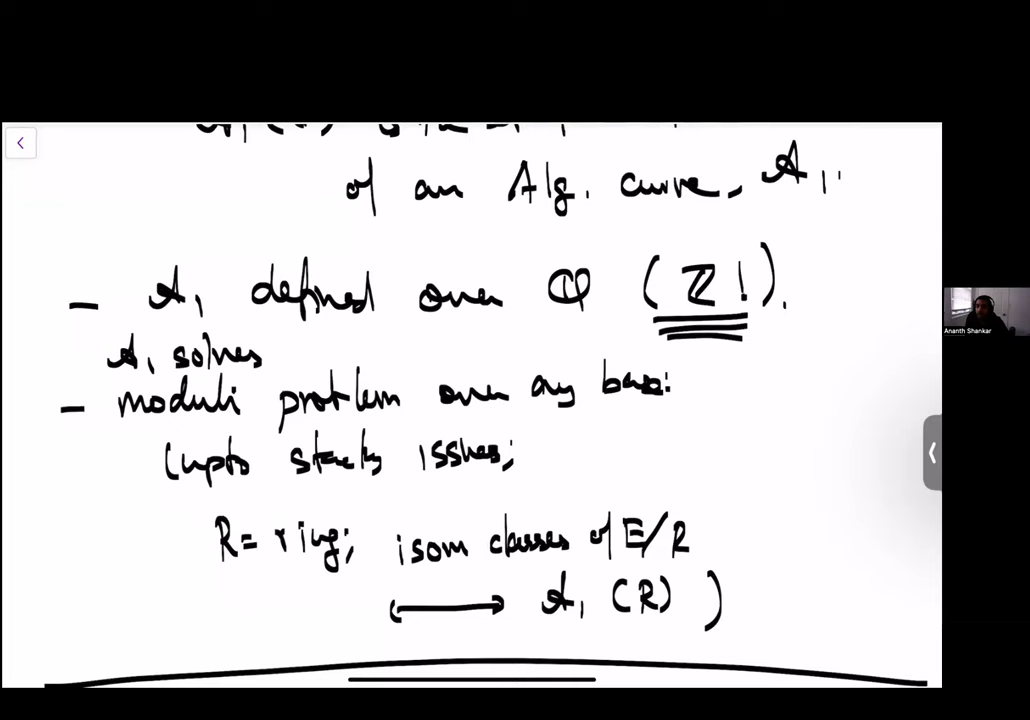 of an Alg. curve, A₁.
- A₁ defined over ℚ (ℤ!).
A₁ solves
- moduli problem over any base:
(upto stacky issues;
R = ring; isom classes of E/R
⟷ A₁(R))
Ananth Shankar